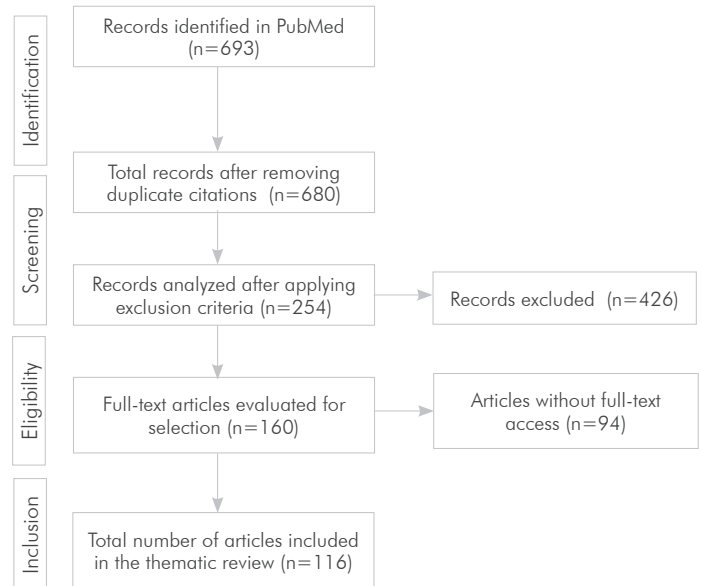 Identification
Records identified in PubMed
(n=693)
Total records after removing
duplicate citations (n=680)
Screening
Records analyzed after applying
exclusion criteria (n=254)
Records excluded (n=426)
Eligibility
Full-text articles evaluated for
selection (n=160)
Articles without full-text
access (n=94)
Inclusion
Total number of articles included
in the thematic review (n=116)